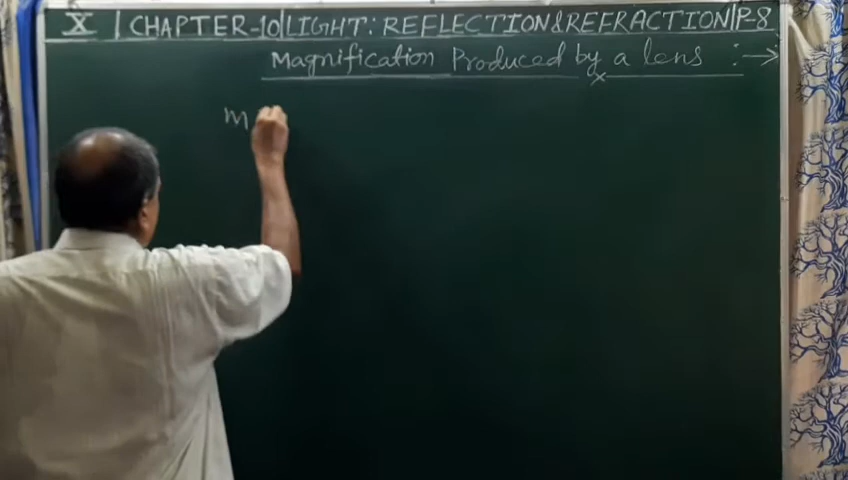 X | CHAPTER-10|LIGHT: REFLECTION&REFRACTION|P-8
Magnification Produced by a lens :→
m